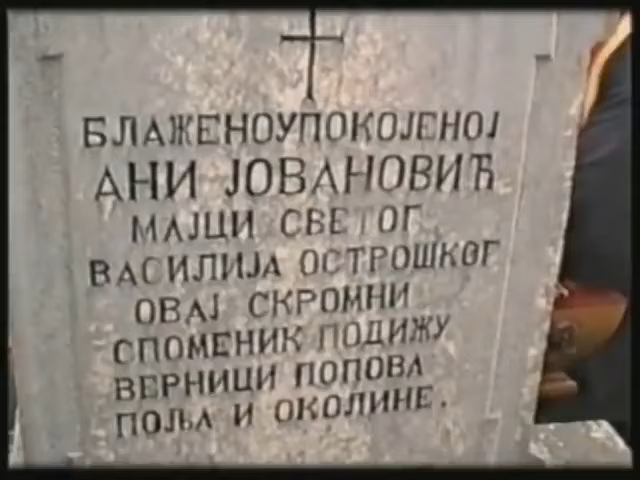 БЛАЖЕНОУПОКОЈЕНОЈ
АНИ ЈОВАНОВИЋ
МАЈЦИ СВЕТОГ
ВАСИЛИЈА ОСТРОШКОГ
ОВАЈ СКРОМНИ
СПОМЕНИК ПОДИЖУ
ВЕРНИЦИ ПОПОВА
ПОЉА И ОКОЛИНЕ.